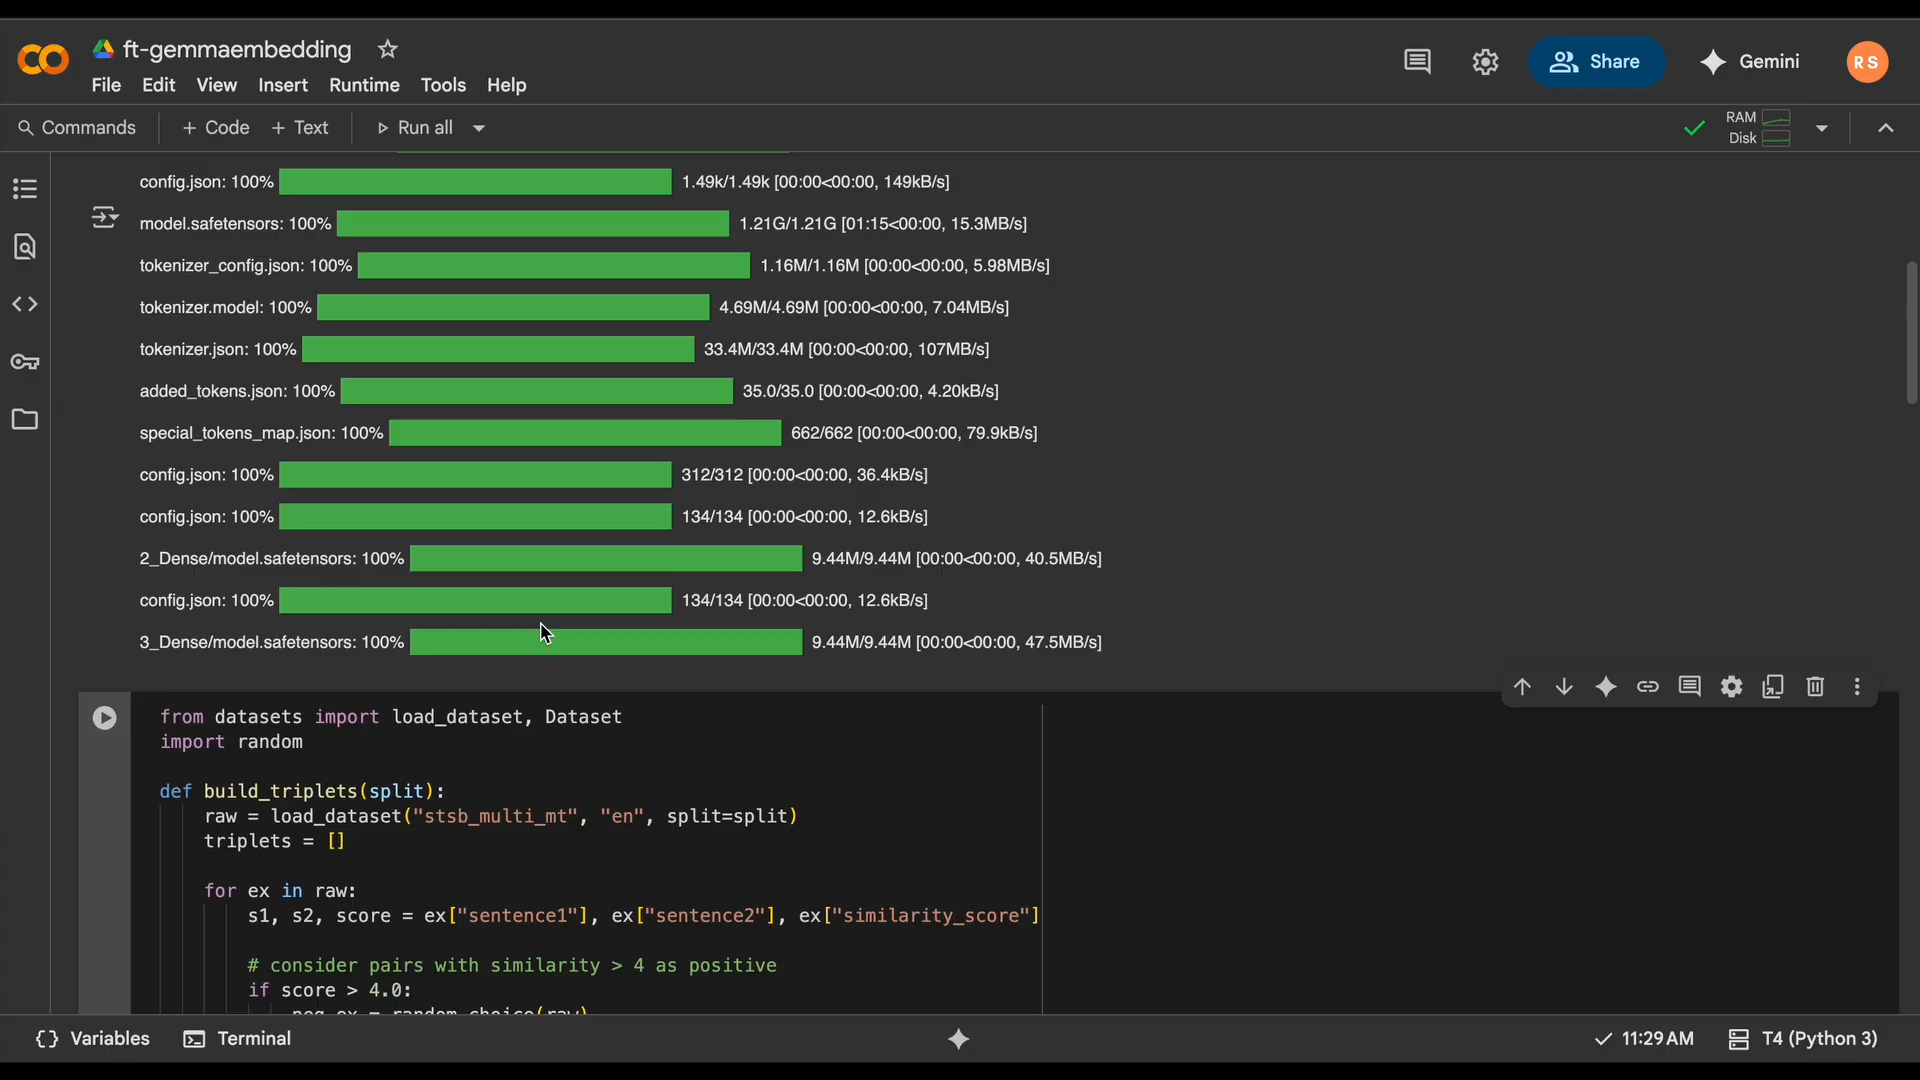 ft-gemmaembedding
File Edit View Insert Runtime Tools Help
Share
Gemini
RS
Commands + Code + Text Run all
RAM
Disk
config.json: 100% 1.49k/1.49k [00:00<00:00, 149kB/s]
model.safetensors: 100% 1.21G/1.21G [01:15<00:00, 15.3MB/s]
tokenizer_config.json: 100% 1.16M/1.16M [00:00<00:00, 5.98MB/s]
tokenizer.model: 100% 4.69M/4.69M [00:00<00:00, 7.04MB/s]
tokenizer.json: 100% 33.4M/33.4M [00:00<00:00, 107MB/s]
added_tokens.json: 100% 35.0/35.0 [00:00<00:00, 4.20kB/s]
special_tokens_map.json: 100% 662/662 [00:00<00:00, 79.9kB/s]
config.json: 100% 312/312 [00:00<00:00, 36.4kB/s]
config.json: 100% 134/134 [00:00<00:00, 12.6kB/s]
2_Dense/model.safetensors: 100% 9.44M/9.44M [00:00<00:00, 40.5MB/s]
config.json: 100% 134/134 [00:00<00:00, 12.6kB/s]
3_Dense/model.safetensors: 100% 9.44M/9.44M [00:00<00:00, 47.5MB/s]
from datasets import load_dataset, Dataset
import random
def build_triplets(split):
raw = load_dataset("stsb_multi_mt", "en", split=split)
triplets = []
for ex in raw:
s1, s2, score = ex["sentence1"], ex["sentence2"], ex["similarity_score"]
# consider pairs with similarity > 4 as positive
if score > 4.0:
neg_ex = random.choice(raw)
Variables Terminal
11:29 AM T4 (Python 3)